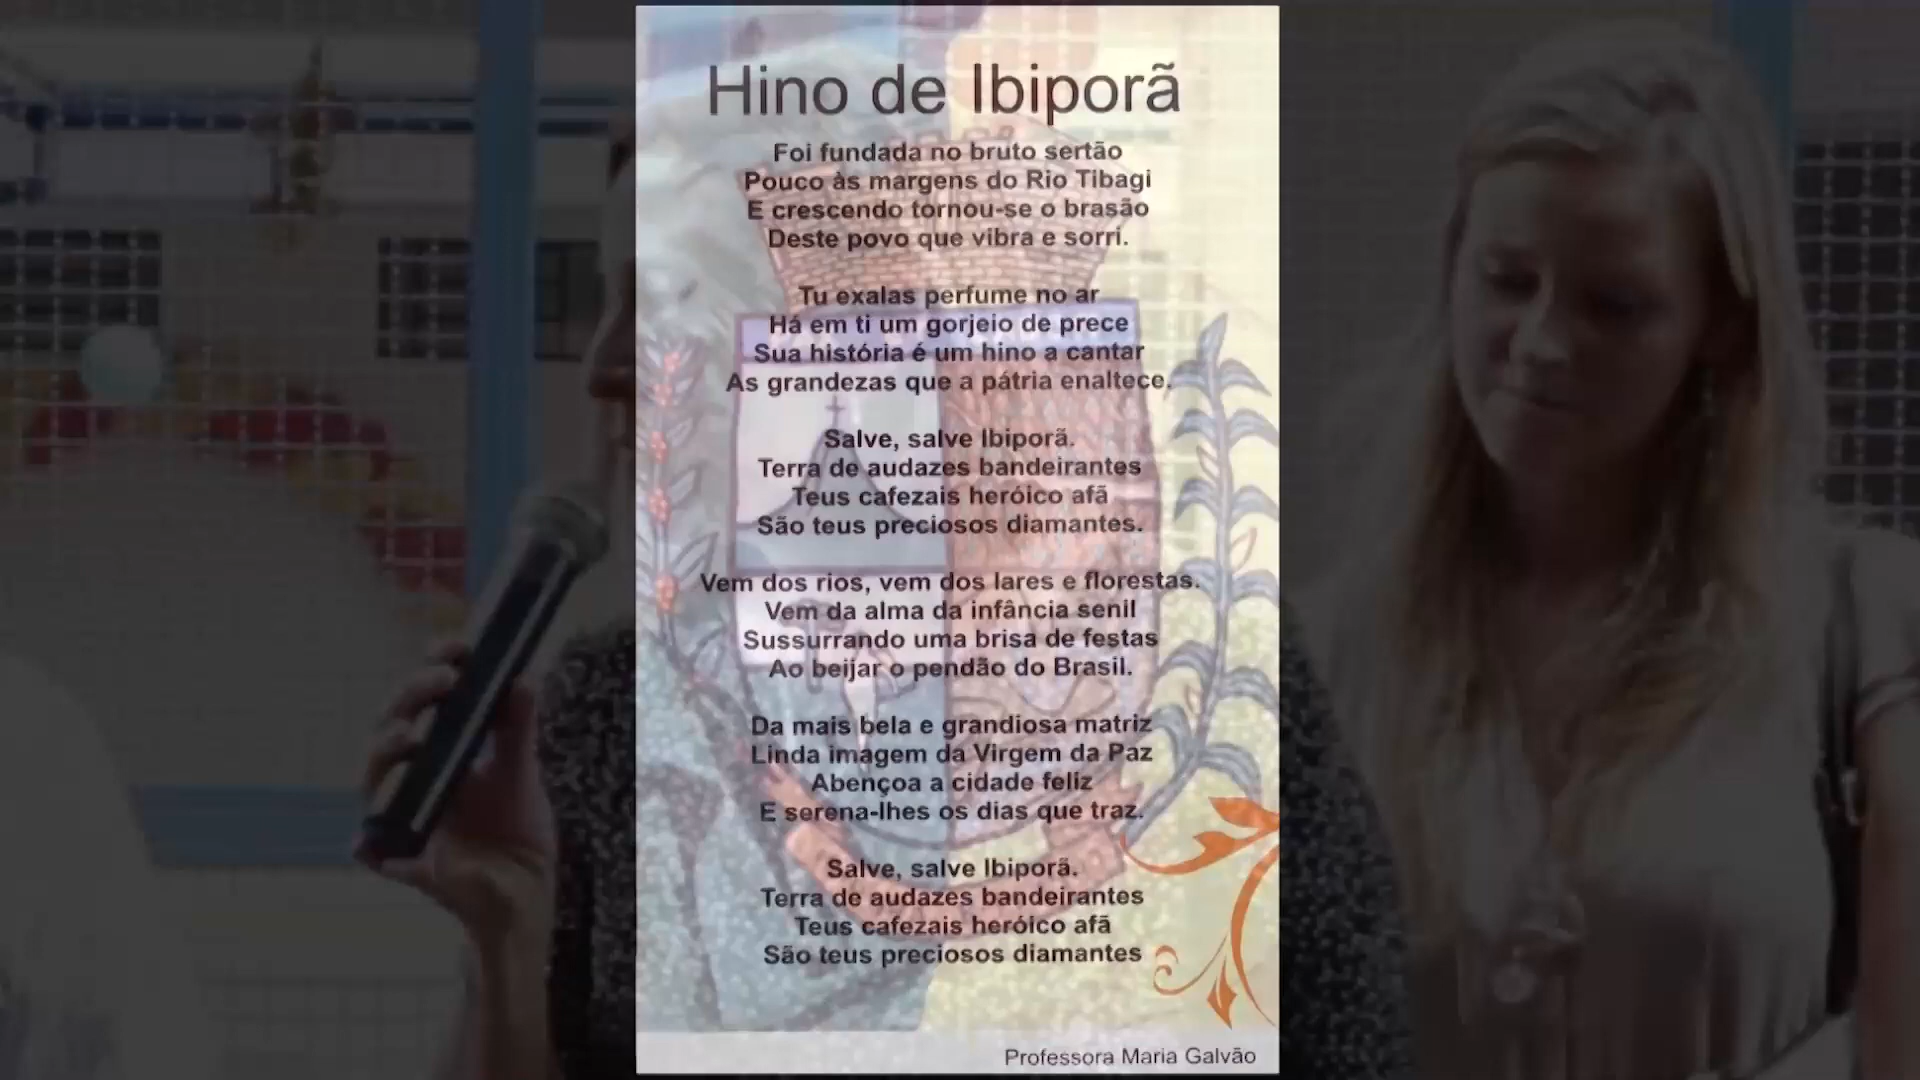 Hino de Ibiporã
Foi fundada no bruto sertão
Pouco às margens do Rio Tibagi
E crescendo tornou-se o brasão
Deste povo que vibra e sorri.
Tu exalas perfume no ar
Há em ti um gorjeio de prece
Sua história é um hino a cantar
As grandezas que a pátria enaltece.
Salve, salve Ibiporã.
Terra de audazes bandeirantes
Teus cafezais heróico afã
São teus preciosos diamantes.
Vem dos rios, vem dos lares e florestas.
Vem da alma da infância senil
Sussurrando uma brisa de festas
Ao beijar o pendão do Brasil.
Da mais bela e grandiosa matriz
Linda imagem da Virgem da Paz
Abençoa a cidade feliz
E serena-lhes os dias que traz.
Salve, salve Ibiporã.
Terra de audazes bandeirantes
Teus cafezais heróico afã
São teus preciosos diamantes
Professora Maria Galvão